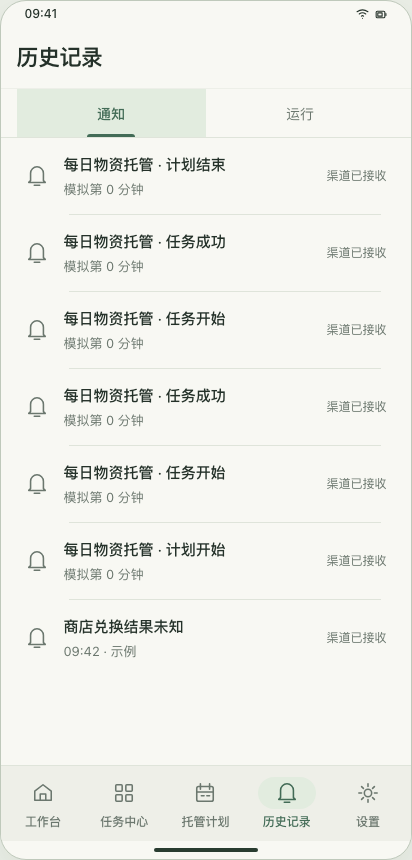 09:41
历史记录
通知
运行
每日物资托管 · 计划结束
模拟第 0 分钟
渠道已接收
每日物资托管 · 任务成功
模拟第 0 分钟
渠道已接收
每日物资托管 · 任务开始
模拟第 0 分钟
渠道已接收
每日物资托管 · 任务成功
模拟第 0 分钟
渠道已接收
每日物资托管 · 任务开始
模拟第 0 分钟
渠道已接收
每日物资托管 · 计划开始
模拟第 0 分钟
渠道已接收
商店兑换结果未知
09:42 · 示例
渠道已接收
工作台
任务中心
托管计划
历史记录
设置